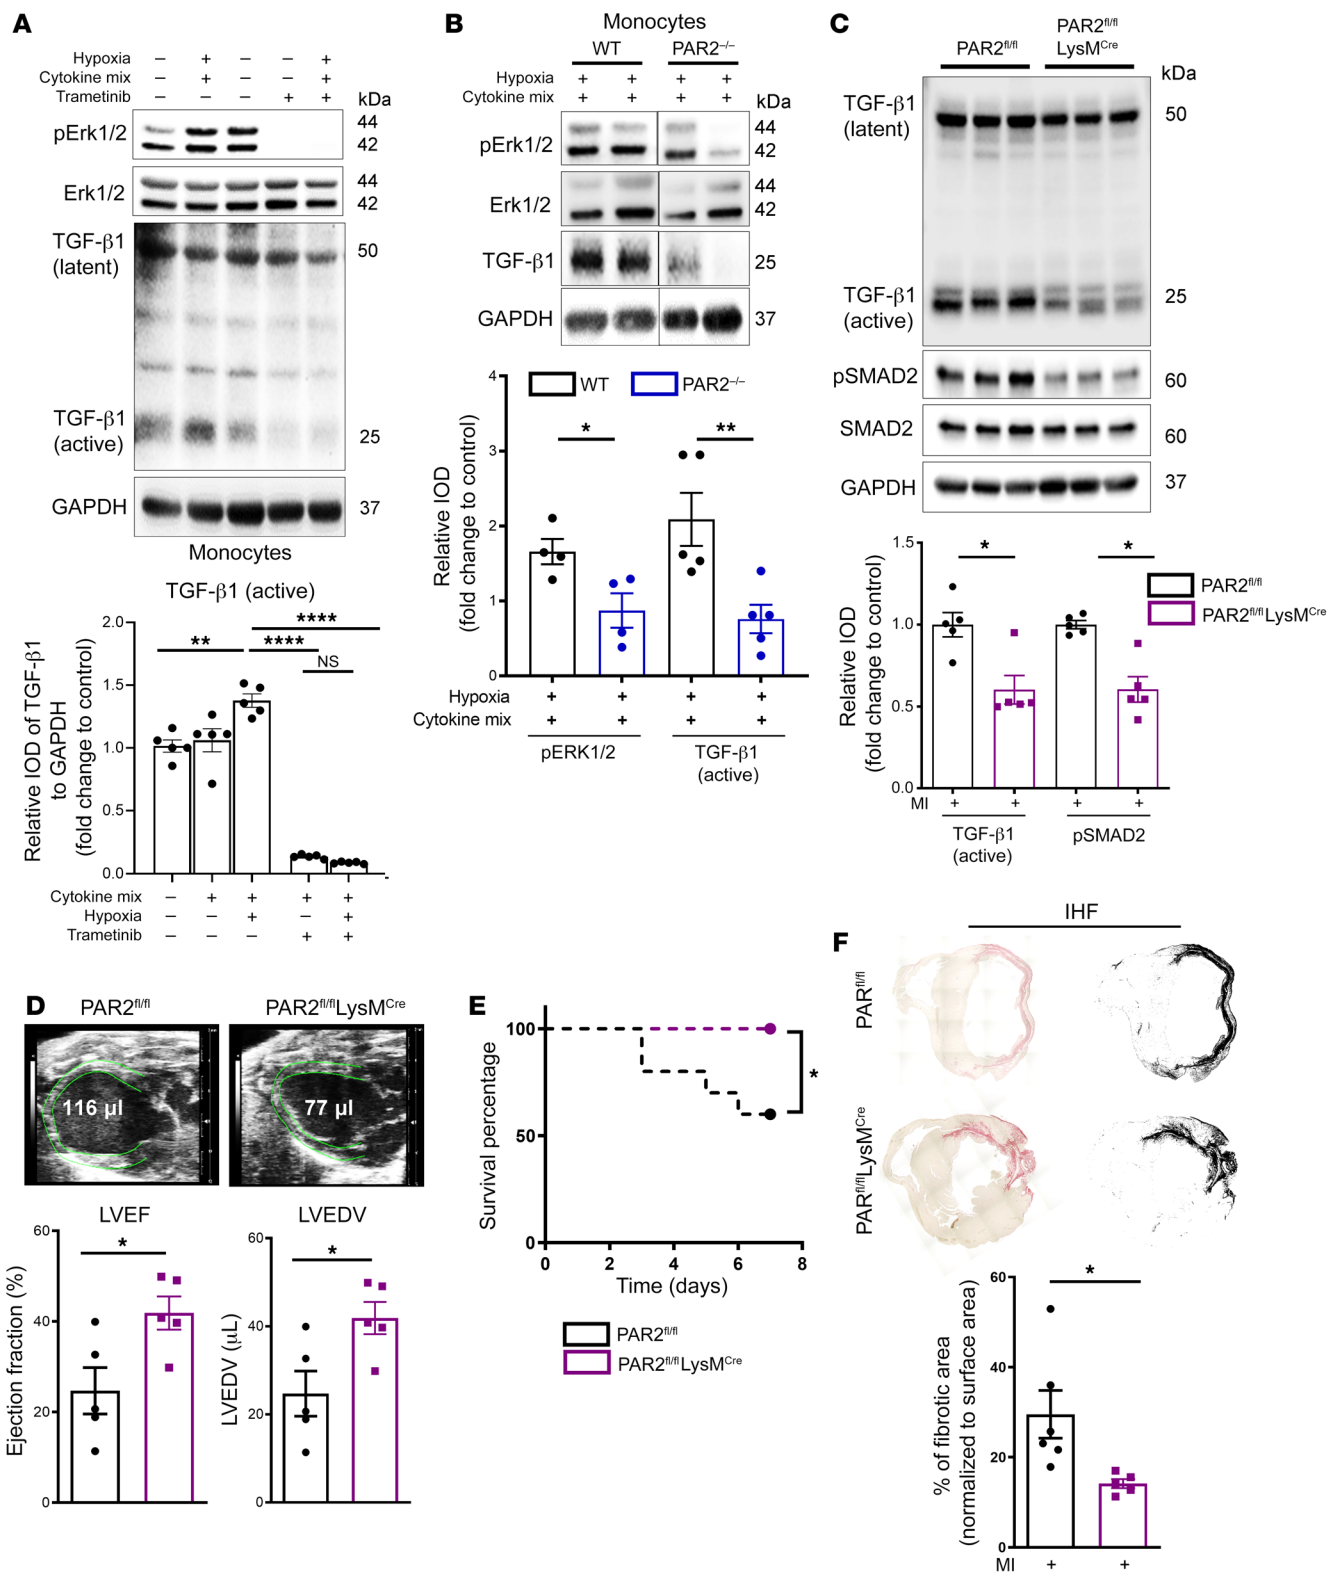 A
Hypoxia − + − − +
Cytokine mix − + − − +
Trametinib − − − + +
kDa
pErk1/2
44
42
Erk1/2
44
42
TGF-β1
(latent)
50
TGF-β1
(active)
25
GAPDH
37
Monocytes
TGF-β1 (active)
Relative IOD of TGF-β1
to GAPDH
(fold change to control)
2.0
1.5
1.0
0.5
0.0
**
****
****
NS
Cytokine mix − + + + +
Hypoxia − − + − +
Trametinib − − − + +
B
Monocytes
WT PAR2–/–
Hypoxia + + + +
Cytokine mix + + + +
kDa
pErk1/2
44
42
Erk1/2
44
42
TGF-β1
25
GAPDH
37
WT PAR2–/–
Relative IOD
(fold change to control)
4
3
2
1
0
*
**
Hypoxia + + + +
Cytokine mix + + + +
pERK1/2
TGF-β1
(active)
C
PAR2fl/fl
PAR2fl/fl
LysMCre
kDa
TGF-β1
(latent)
50
TGF-β1
(active)
25
pSMAD2
60
SMAD2
60
GAPDH
37
Relative IOD
(fold change to control)
1.5
1.0
0.5
0.0
*
*
PAR2fl/fl
PAR2fl/flLysMCre
MI + + + +
TGF-β1
(active)
pSMAD2
D
PAR2fl/fl
PAR2fl/flLysMCre
116 µl
77 µl
LVEF
Ejection fraction (%)
60
40
20
0
*
LVEDV
LVEDV (µL)
60
40
20
0
*
E
Survival percentage
100
50
0
0 2 4 6 8
Time (days)
*
PAR2fl/fl
PAR2fl/flLysMCre
F
IHF
PARfl/fl
PARfl/flLysMCre
% of fibrotic area
(normalized to surface area)
60
40
20
0
*
MI + +